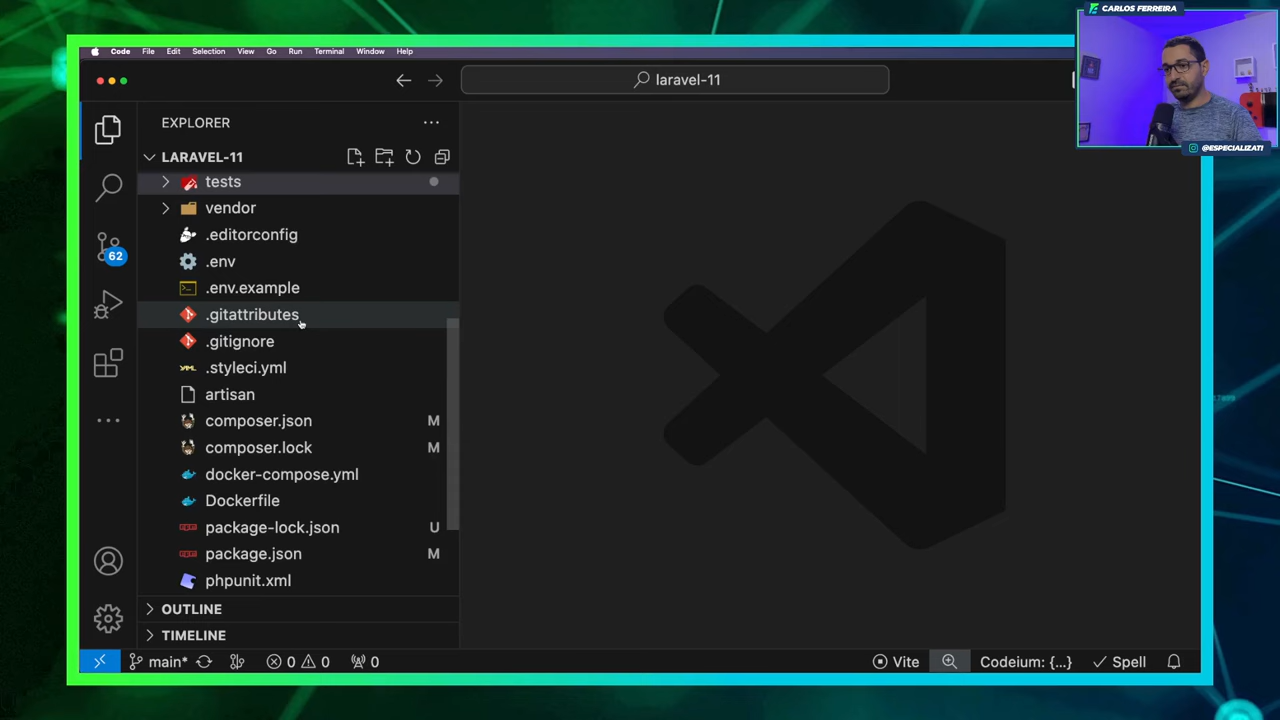 CARLOS FERREIRA
Code File Edit Selection View Go Run Terminal Window Help
laravel-11
EXPLORER
LARAVEL-11
tests
vendor
.editorconfig
.env
.env.example
.gitattributes
.gitignore
.styleci.yml
artisan
composer.json M
composer.lock M
docker-compose.yml
Dockerfile
package-lock.json U
package.json M
phpunit.xml
OUTLINE
TIMELINE
62
@ESPECIALIZATI
main* 0 0 0 Vite Codeium: {...} Spell